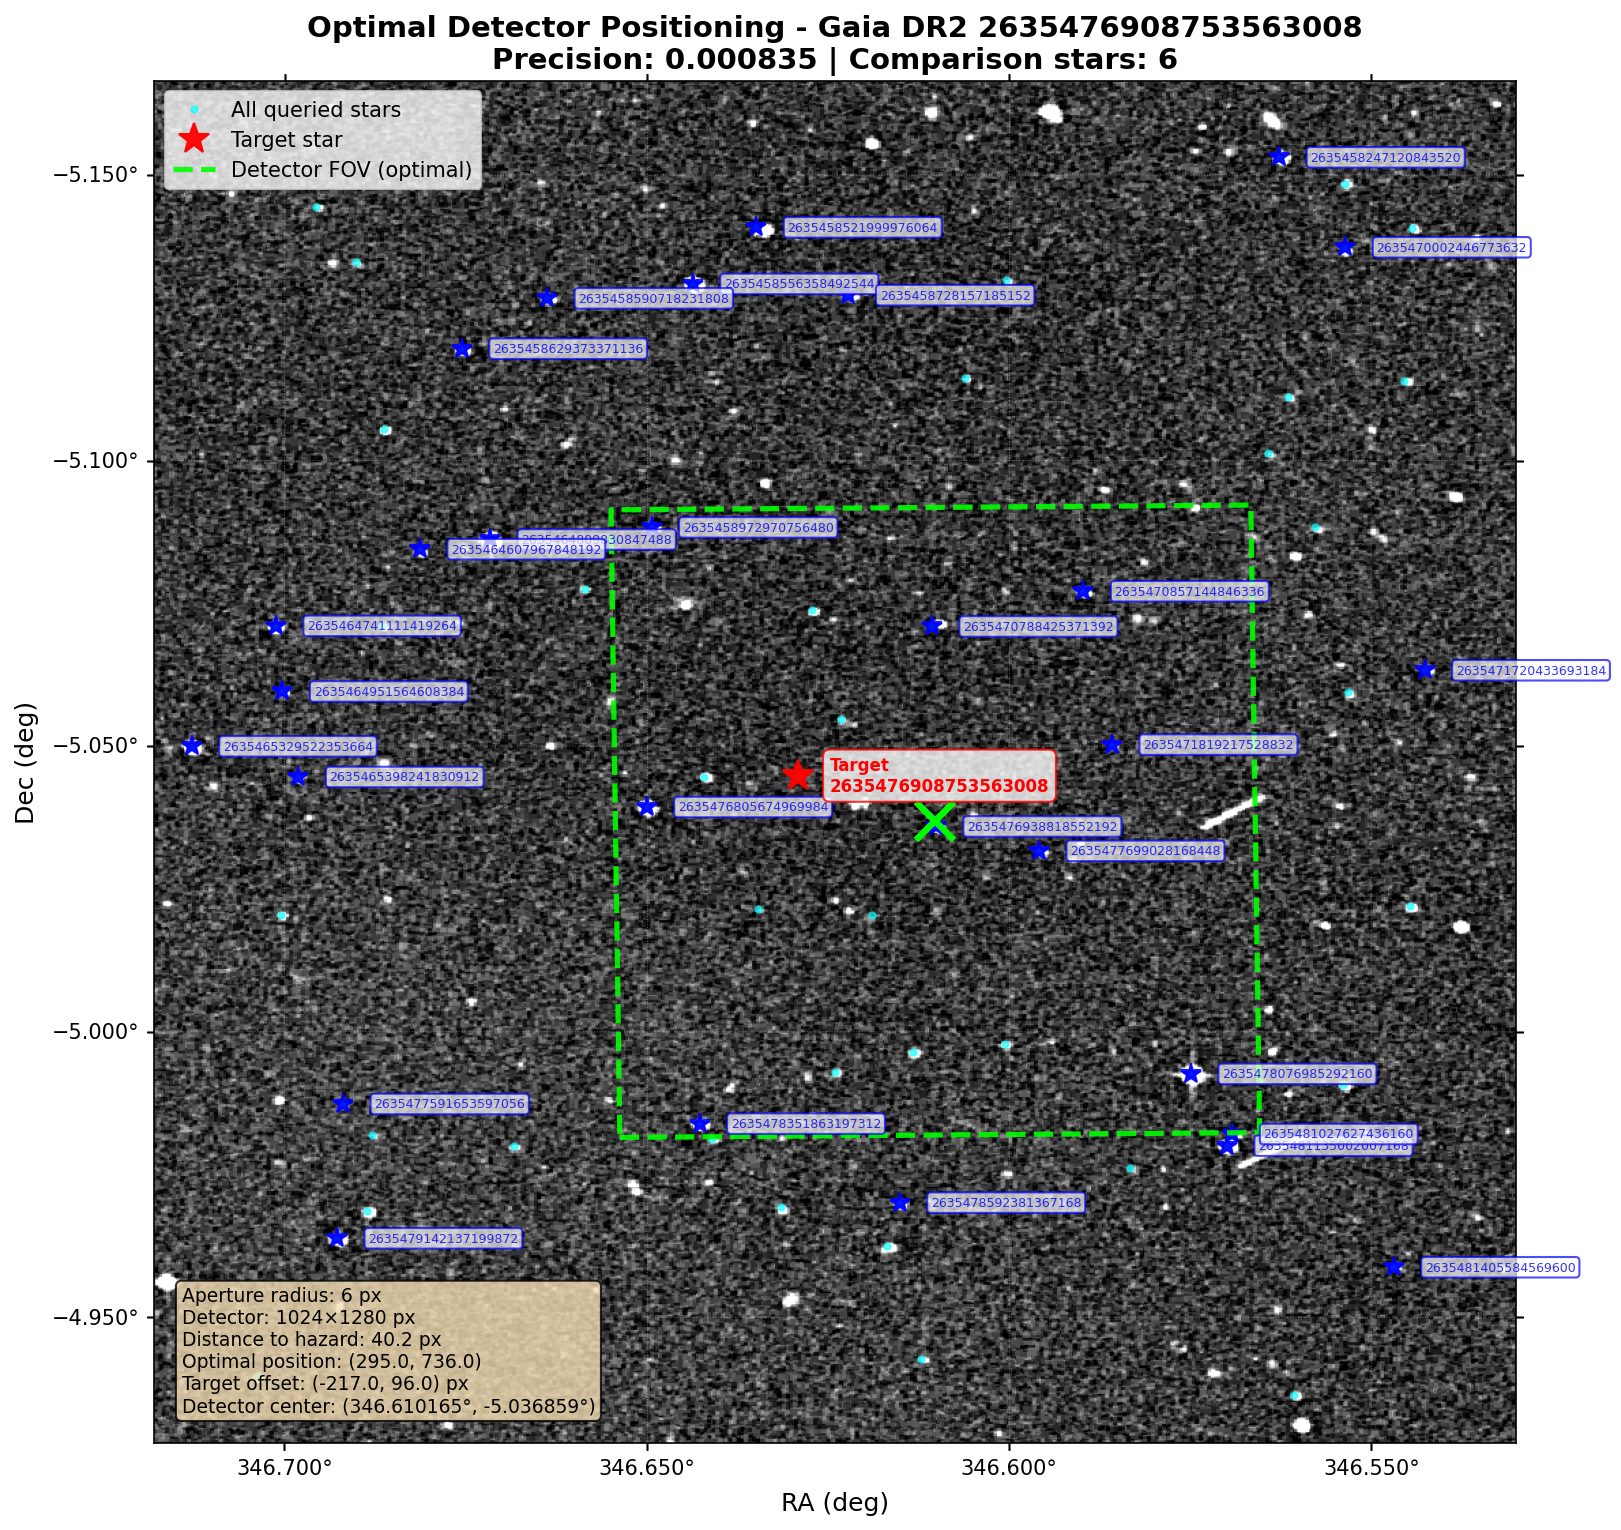 Optimal Detector Positioning - Gaia DR2 2635476908753563008
Precision: 0.000835 | Comparison stars: 6
All queried stars
Target star
Detector FOV (optimal)
2635458247120843520
2635458521999976064
2635470002446773632
2635458556358492544
2635458728157185152
2635458590718231808
2635458629373371136
2635458972970756480
2635464607967848192
2635470857144846336
2635464741111419264
2635470788425371392
2635471720433693184
2635464951564608384
2635465329522353664
2635471819217528832
2635465398241830912
Target
2635476908753563008
2635476805674969984
2635476938818552192
2635477699028168448
2635478076985292160
2635477591653597056
2635478351863197312
2635481027627436160
2635478592381367168
2635479142137199872
2635481405584569600
Aperture radius: 6 px
Detector: 1024×1280 px
Distance to hazard: 40.2 px
Optimal position: (295.0, 736.0)
Target offset: (-217.0, 96.0) px
Detector center: (346.610165°, -5.036859°)
−5.150°
−5.100°
−5.050°
−5.000°
−4.950°
Dec (deg)
346.700°
346.650°
346.600°
346.550°
RA (deg)